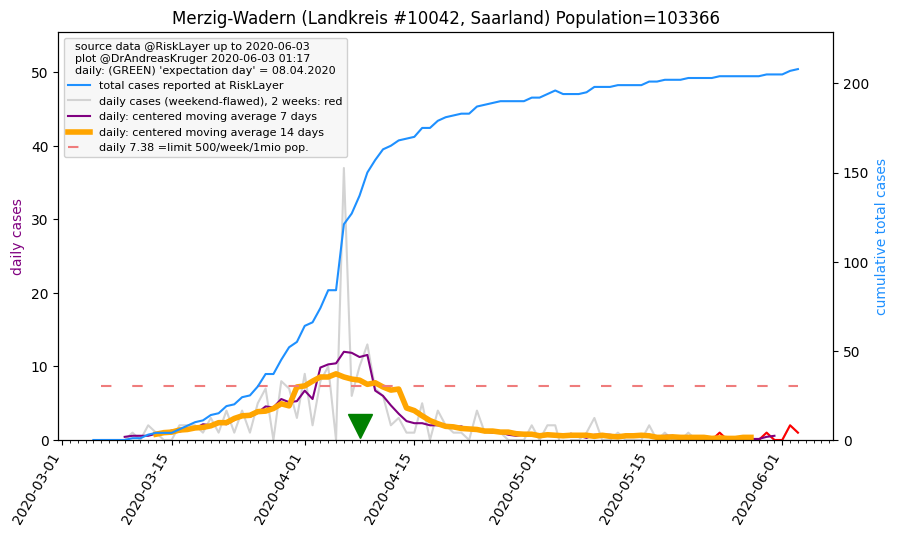 Merzig-Wadern (Landkreis #10042, Saarland) Population=103366
source data @RiskLayer up to 2020-06-03
plot @DrAndreasKruger 2020-06-03 01:17
daily: (GREEN) 'expectation day' = 08.04.2020
total cases reported at RiskLayer
daily cases (weekend-flawed), 2 weeks: red
daily: centered moving average 7 days
daily: centered moving average 14 days
daily 7.38 =limit 500/week/1mio pop.
daily cases
50
40
30
20
10
0
cumulative total cases
200
150
100
50
0
2020-03-01
2020-03-15
2020-04-01
2020-04-15
2020-05-01
2020-05-15
2020-06-01